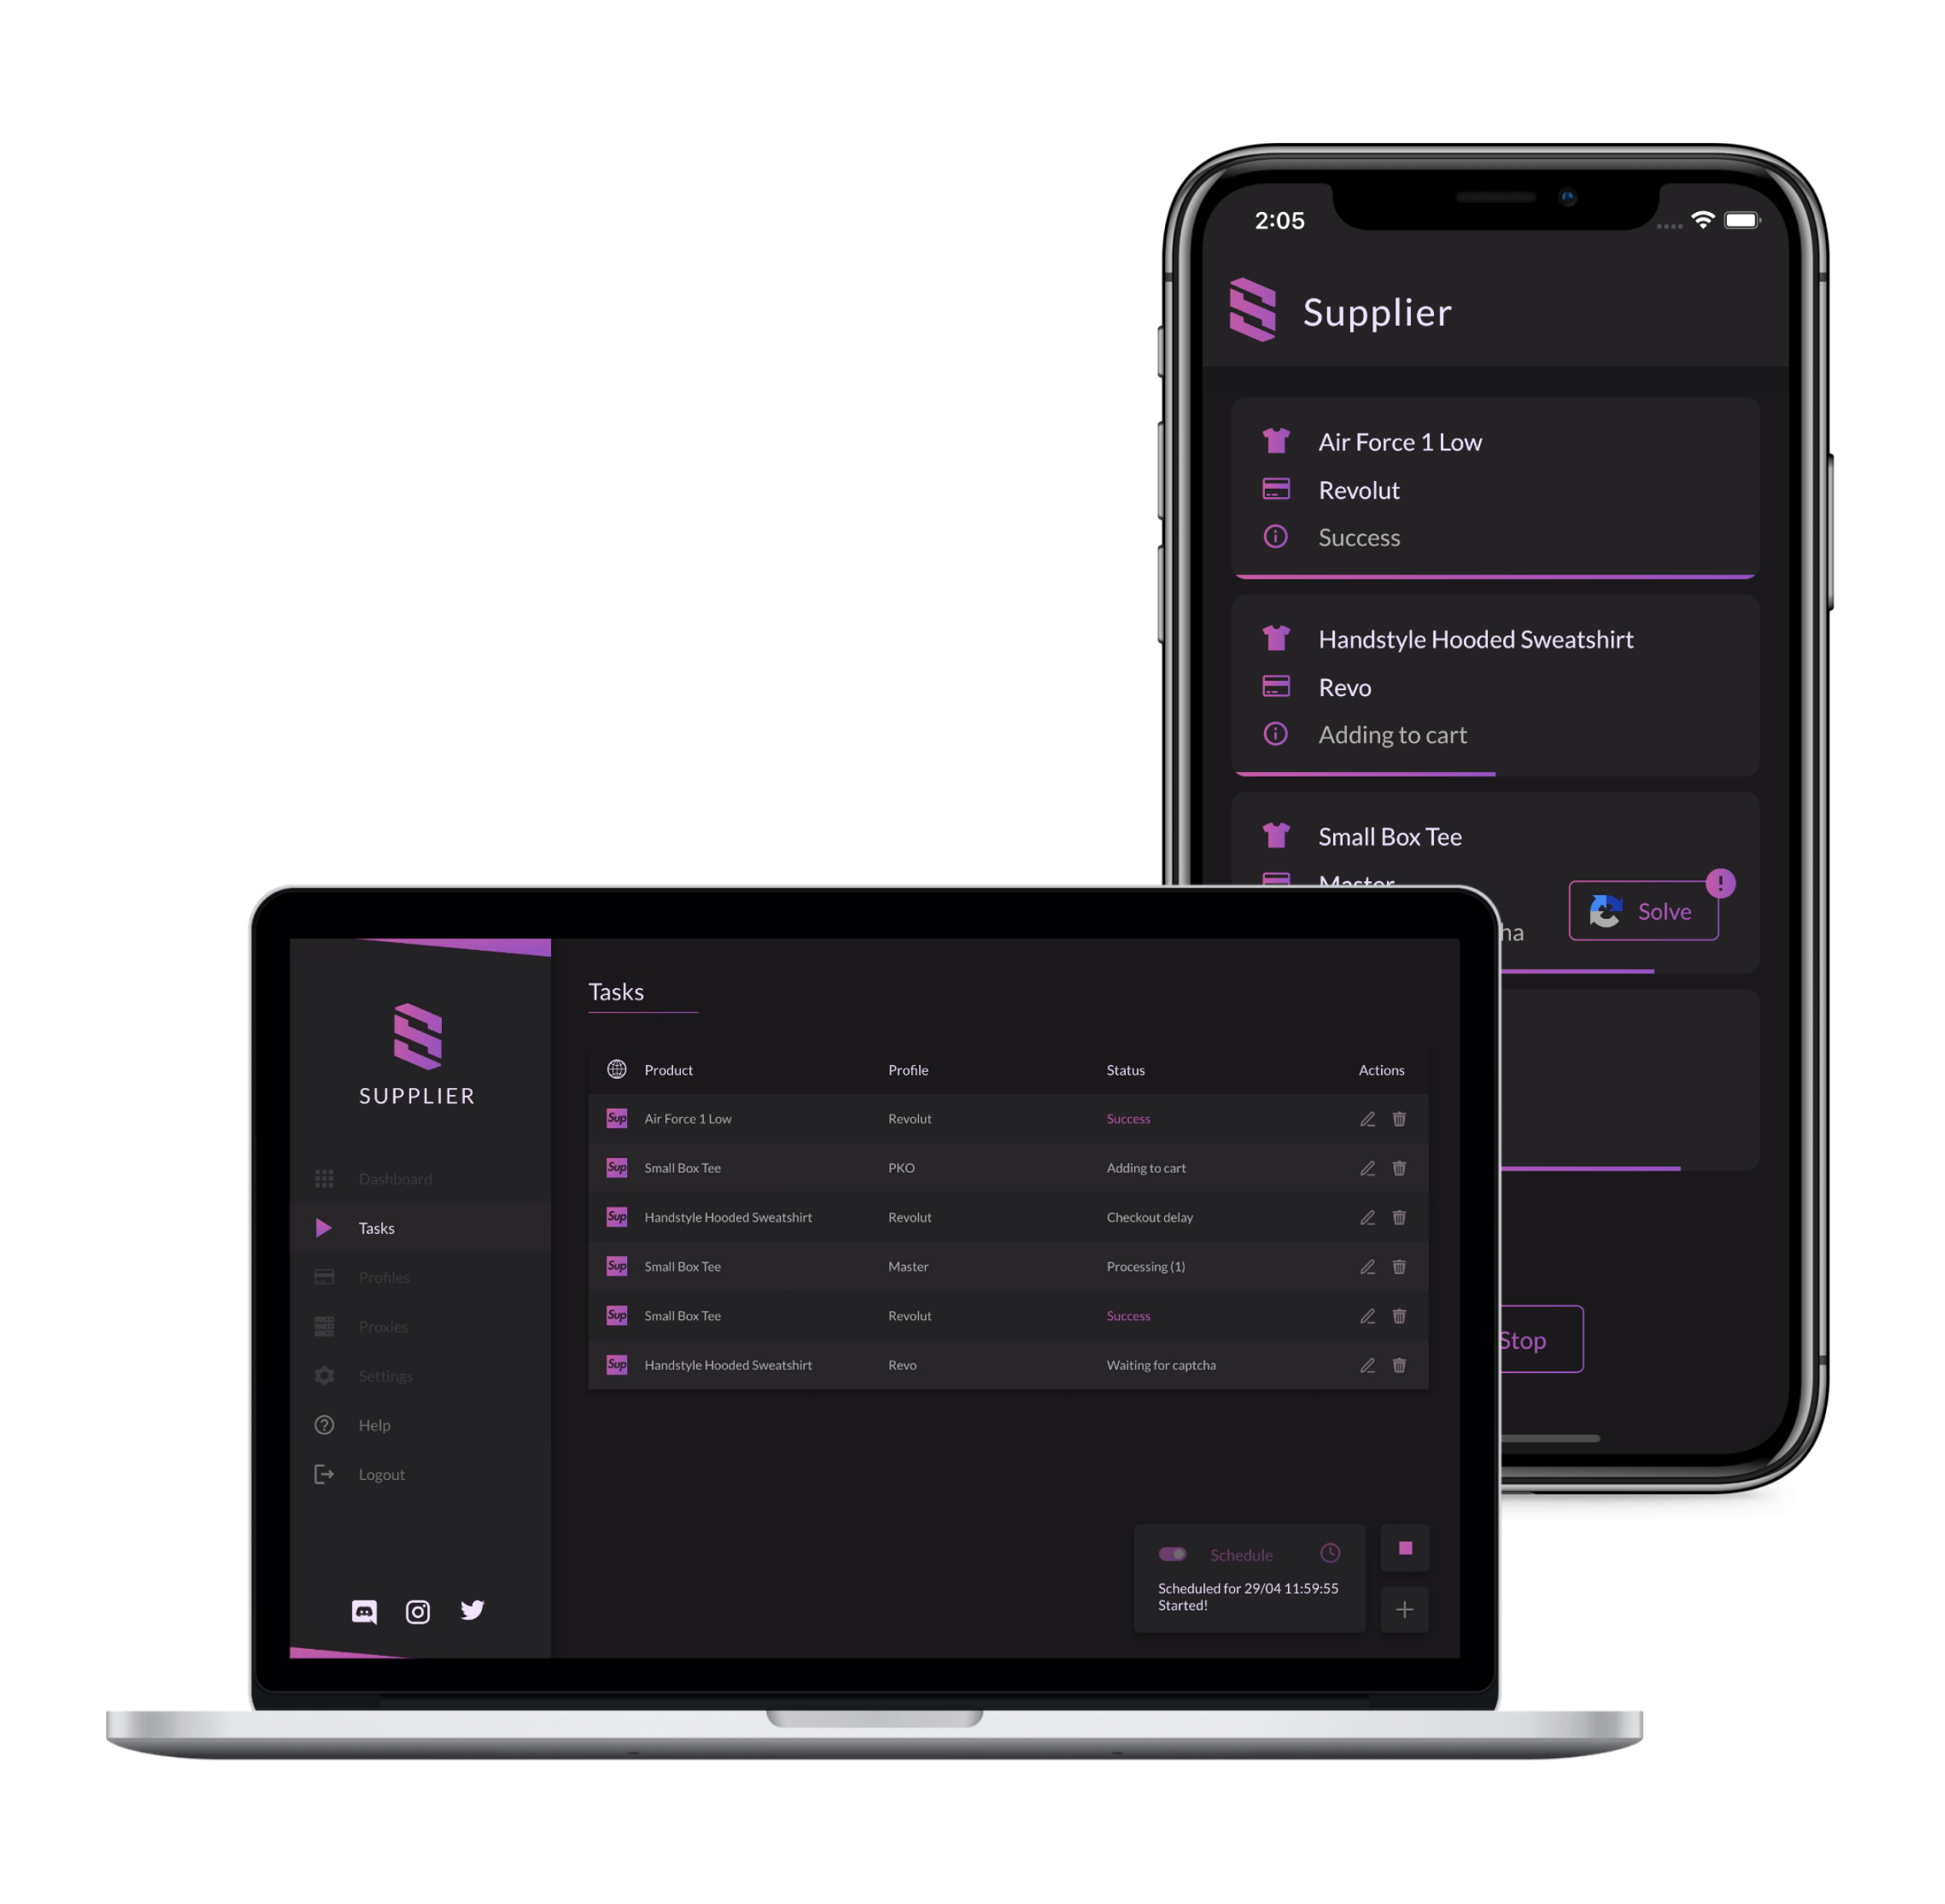 2:05
Supplier
Air Force 1 Low
Revolut
Success
Handstyle Hooded Sweatshirt
Revo
Adding to cart
Small Box Tee
Master
Solve
Stop
SUPPLIER
Dashboard
Tasks
Profiles
Proxies
Settings
Help
Logout
Tasks
Product Profile Status Actions
Sup Air Force 1 Low Revolut Success
Sup Small Box Tee PKO Adding to cart
Sup Handstyle Hooded Sweatshirt Revolut Checkout delay
Sup Small Box Tee Master Processing (1)
Sup Small Box Tee Revolut Success
Sup Handstyle Hooded Sweatshirt Revo Waiting for captcha
Schedule
Scheduled for 29/04 11:59:55
Started!